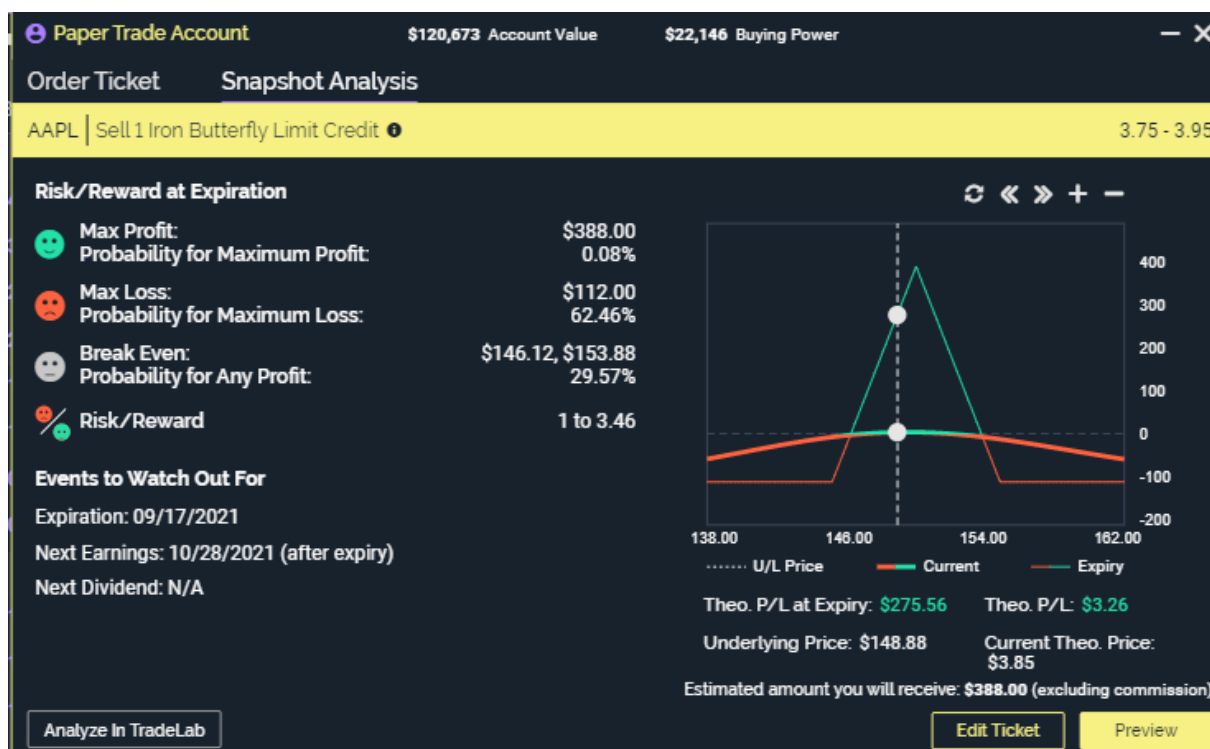 Paper Trade Account $120,673 Account Value $22,146 Buying Power
Order Ticket Snapshot Analysis
AAPL | Sell 1 Iron Butterfly Limit Credit 3.75 - 3.95
Risk/Reward at Expiration
Max Profit: $388.00
Probability for Maximum Profit: 0.08%
Max Loss: $112.00
Probability for Maximum Loss: 62.46%
Break Even: $146.12, $153.88
Probability for Any Profit: 29.57%
Risk/Reward 1 to 3.46
Events to Watch Out For
Expiration: 09/17/2021
Next Earnings: 10/28/2021 (after expiry)
Next Dividend: N/A
400
300
200
100
0
-100
-200
138.00 146.00 154.00 162.00
U/L Price Current Expiry
Theo. P/L at Expiry: $275.56 Theo. P/L: $3.26
Underlying Price: $148.88 Current Theo. Price:
$3.85
Estimated amount you will receive: $388.00 (excluding commission)
Analyze In TradeLab Edit Ticket Preview